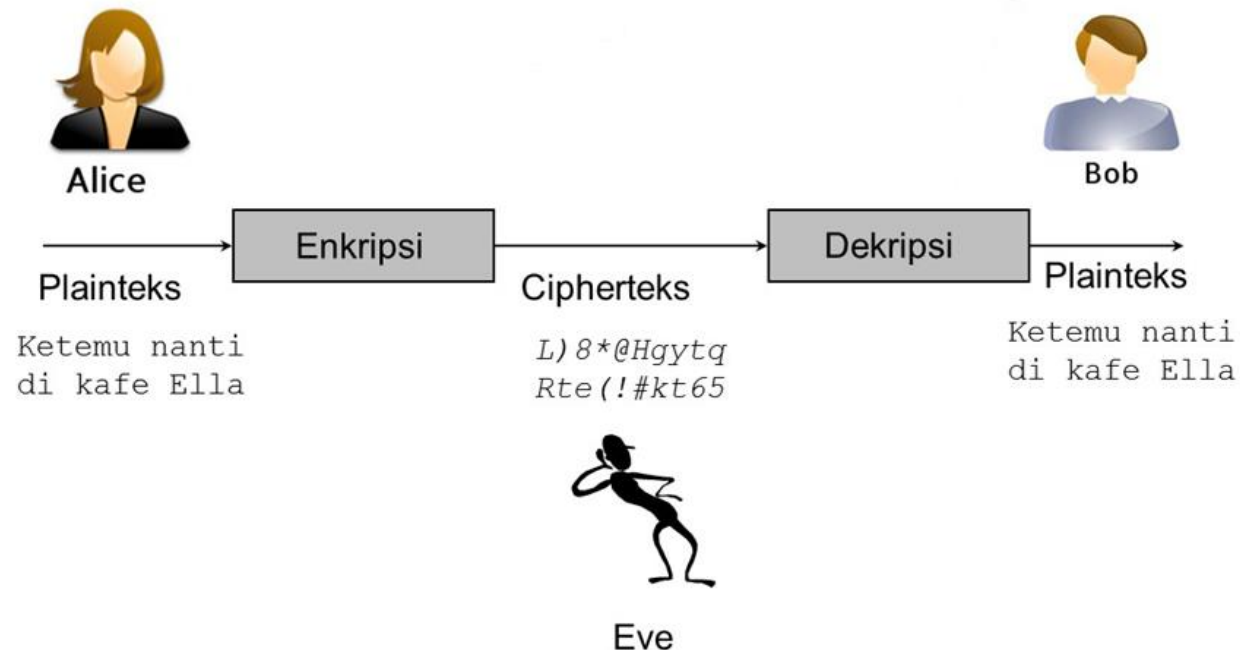 Alice
Bob
Enkripsi
Dekripsi
Plainteks
Cipherteks
Plainteks
Ketemu nanti
di kafe Ella
L)8*@Hgytq
Rte(!#kt65
Ketemu nanti
di kafe Ella
Eve